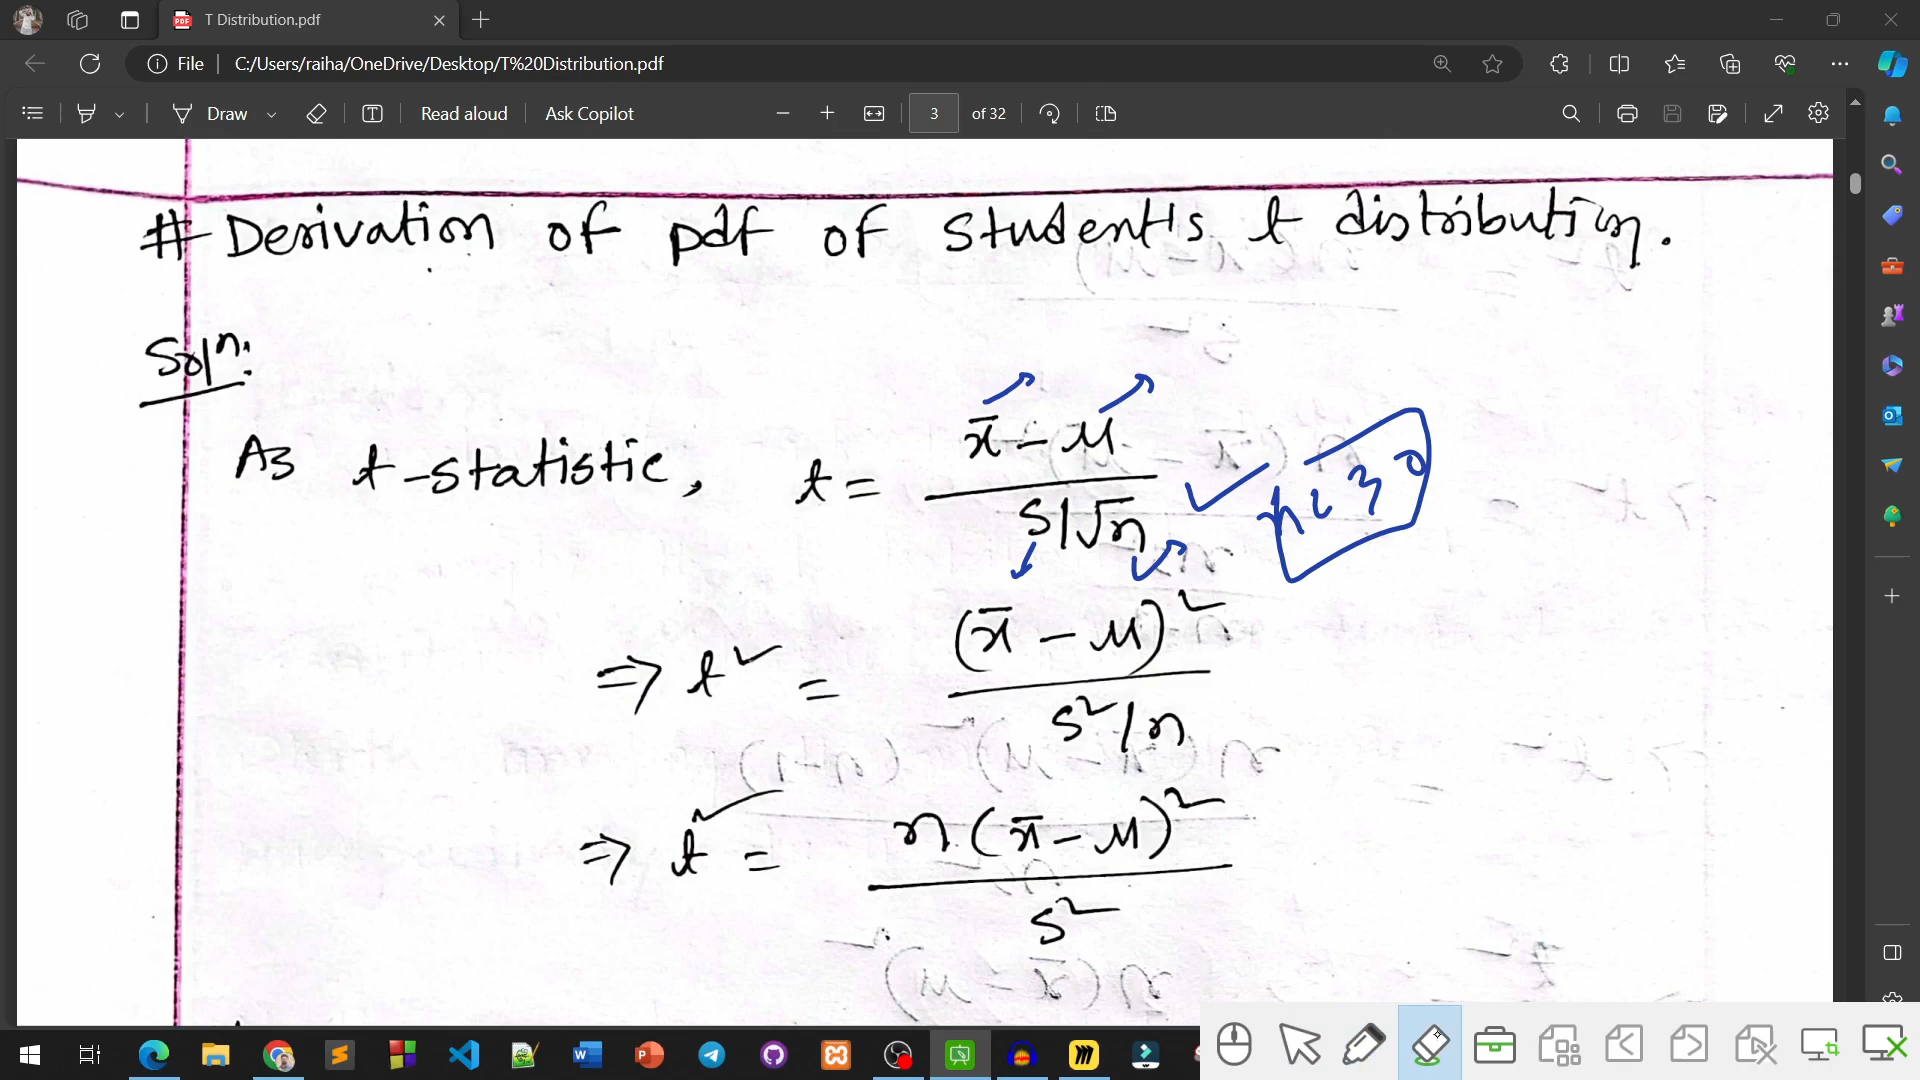 T Distribution.pdf
File
C:/Users/raiha/OneDrive/Desktop/T%20Distribution.pdf
Draw
Read aloud
Ask Copilot
3 of 32
# Derivation of pdf of student's t distribution.
Solⁿ:
As t-statistic, t = (x̄ - μ) / (S/√n)
n < 30
⇒ t² = (x̄ - μ)² / (S²/n)
⇒ t² = n(x̄ - μ)² / S²